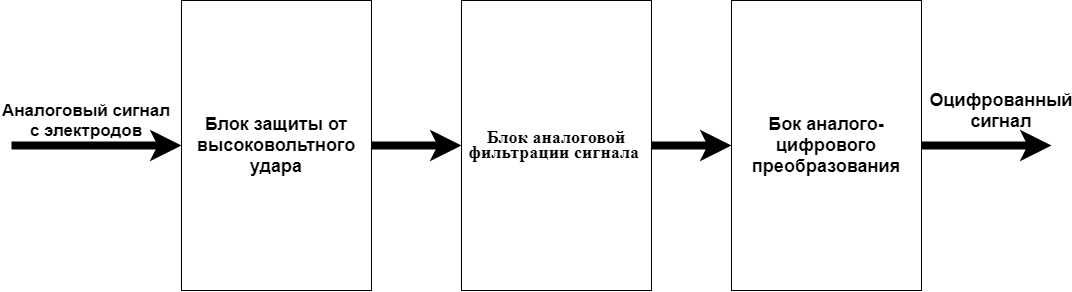 Аналоговый сигнал
с электродов
Блок защиты от
высоковольтного
удара
Блок аналоговой
фильтрации сигнала
Бок аналого-
цифрового
преобразования
Оцифрованный
сигнал